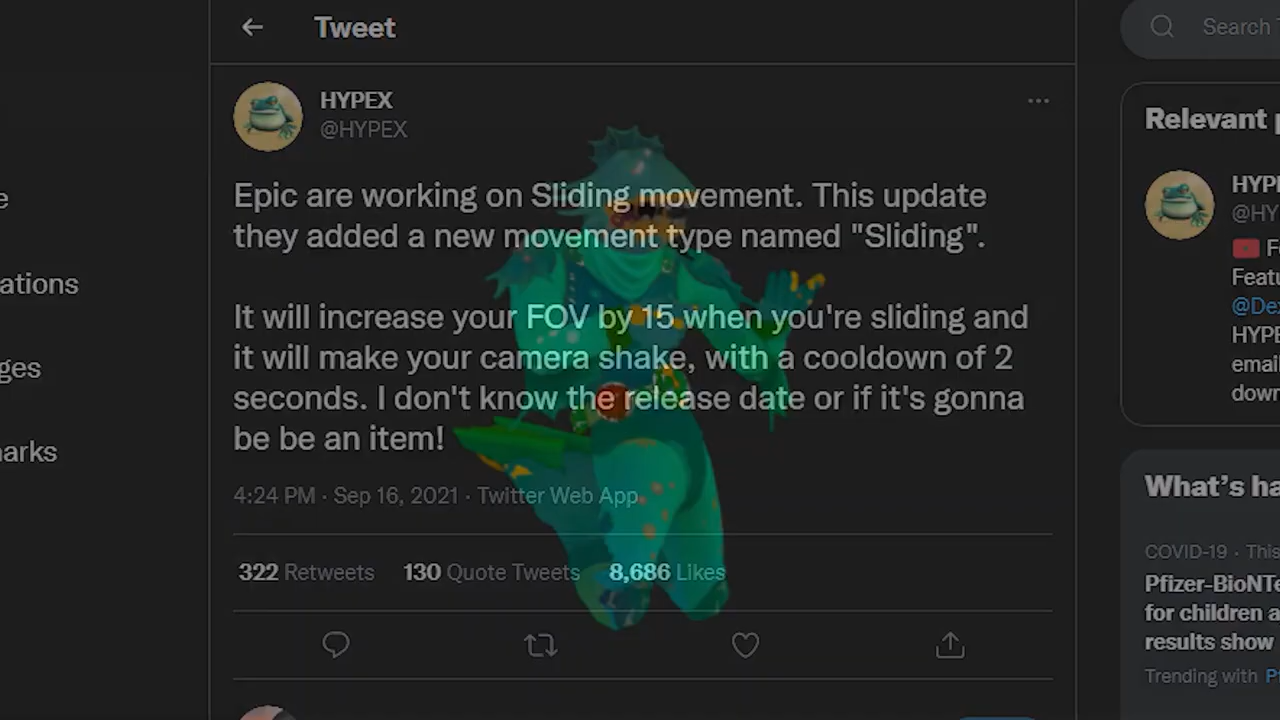 Tweet
Search
HYPEX
@HYPEX
Epic are working on Sliding movement. This update
they added a new movement type named "Sliding".
It will increase your FOV by 15 when you're sliding and
it will make your camera shake, with a cooldown of 2
seconds. I don't know the release date or if it's gonna
be be an item!
4:24 PM · Sep 16, 2021 · Twitter Web App
322 Retweets 130 Quote Tweets 8,686 Likes
e
ations
ges
arks
Relevant p
HYPE
@HY
F
Featu
@De
HYPE
email
down
What's ha
COVID-19 · This
Pfizer-BioNTe
for children a
results show
Trending with P